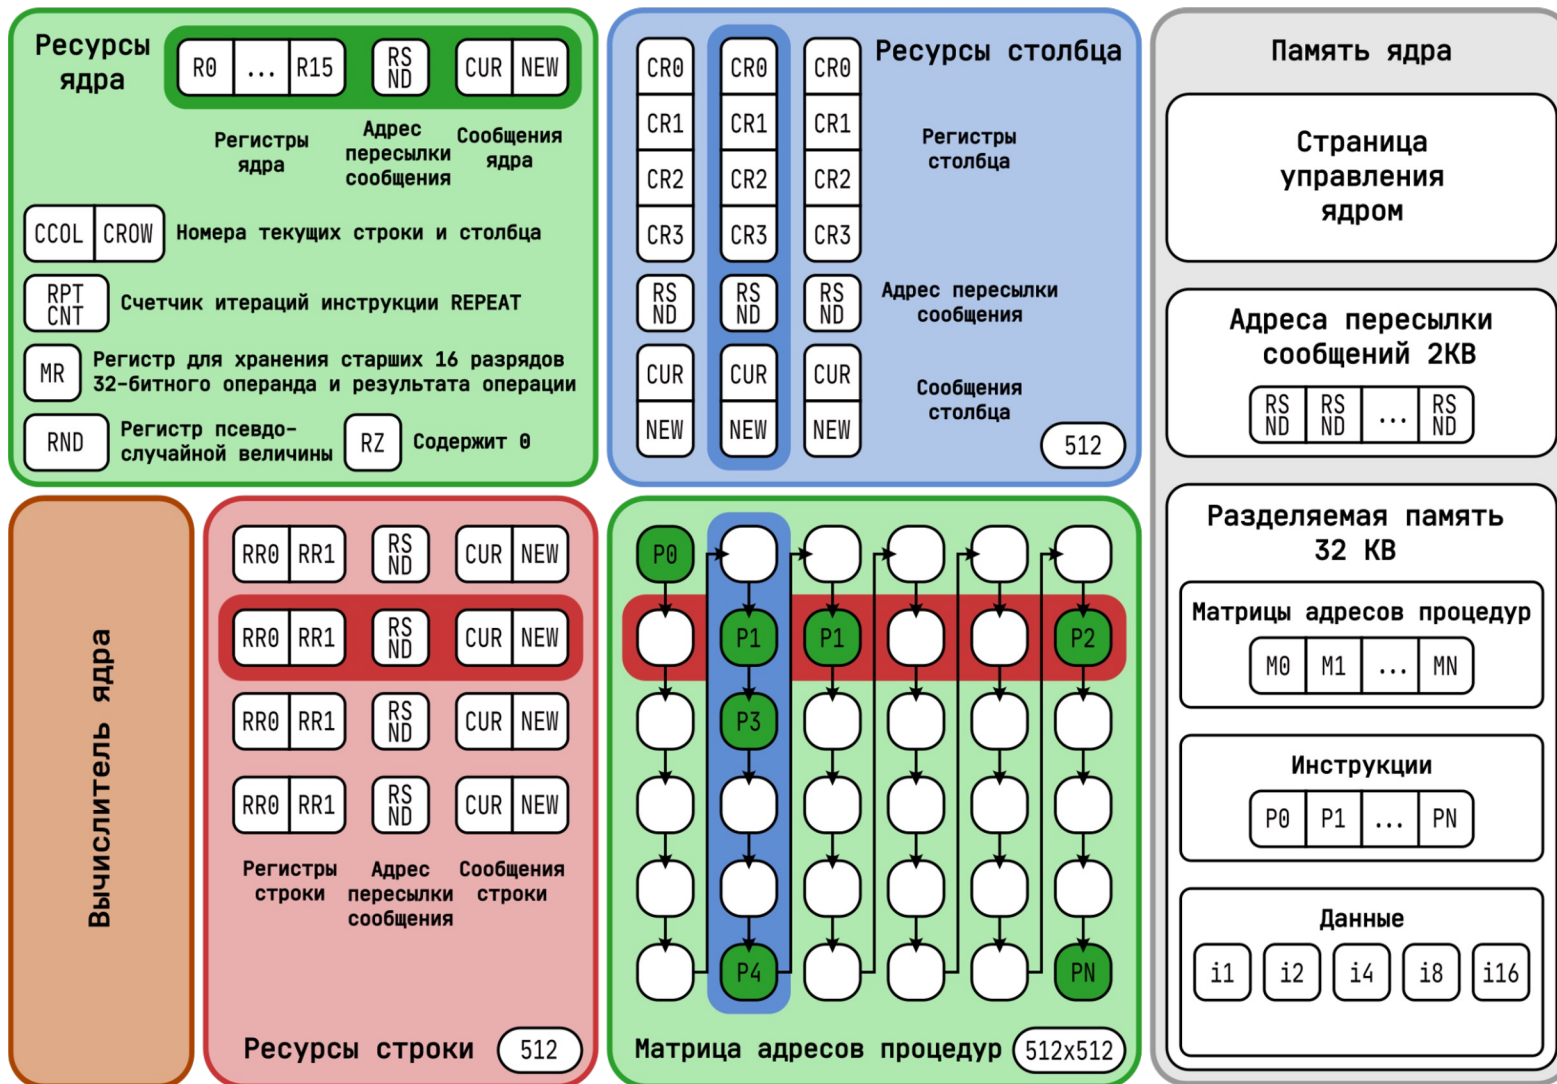 Ресурсы
ядра
R0 ... R15
RS
ND
CUR NEW
Регистры
ядра
Адрес
пересылки
сообщения
Сообщения
ядра
CCOL CROW
Номера текущих строки и столбца
RPT
CNT
Счетчик итераций инструкции REPEAT
MR
Регистр для хранения старших 16 разрядов
32-битного операнда и результата операции
RND
Регистр псевдо-
случайной величины
RZ
Содержит 0
Ресурсы столбца
CR0 CR0 CR0
CR1 CR1 CR1
CR2 CR2 CR2
CR3 CR3 CR3
Регистры
столбца
RS RS RS
ND ND ND
Адрес пересылки
сообщения
CUR CUR CUR
NEW NEW NEW
Сообщения
столбца
512
Память ядра
Страница
управления
ядром
Адреса пересылки
сообщений 2KB
RS RS ... RS
ND ND ND
Разделяемая память
32 KB
Матрицы адресов процедур
M0 M1 ... MN
Инструкции
P0 P1 ... PN
Данные
i1 i2 i4 i8 i16
Вычислитель ядра
RR0 RR1
RS
ND
CUR NEW
RR0 RR1
RS
ND
CUR NEW
RR0 RR1
RS
ND
CUR NEW
RR0 RR1
RS
ND
CUR NEW
Регистры
строки
Адрес
пересылки
сообщения
Сообщения
строки
Ресурсы строки 512
P0
P1 P1 P2
P3
P4 PN
Матрица адресов процедур 512x512